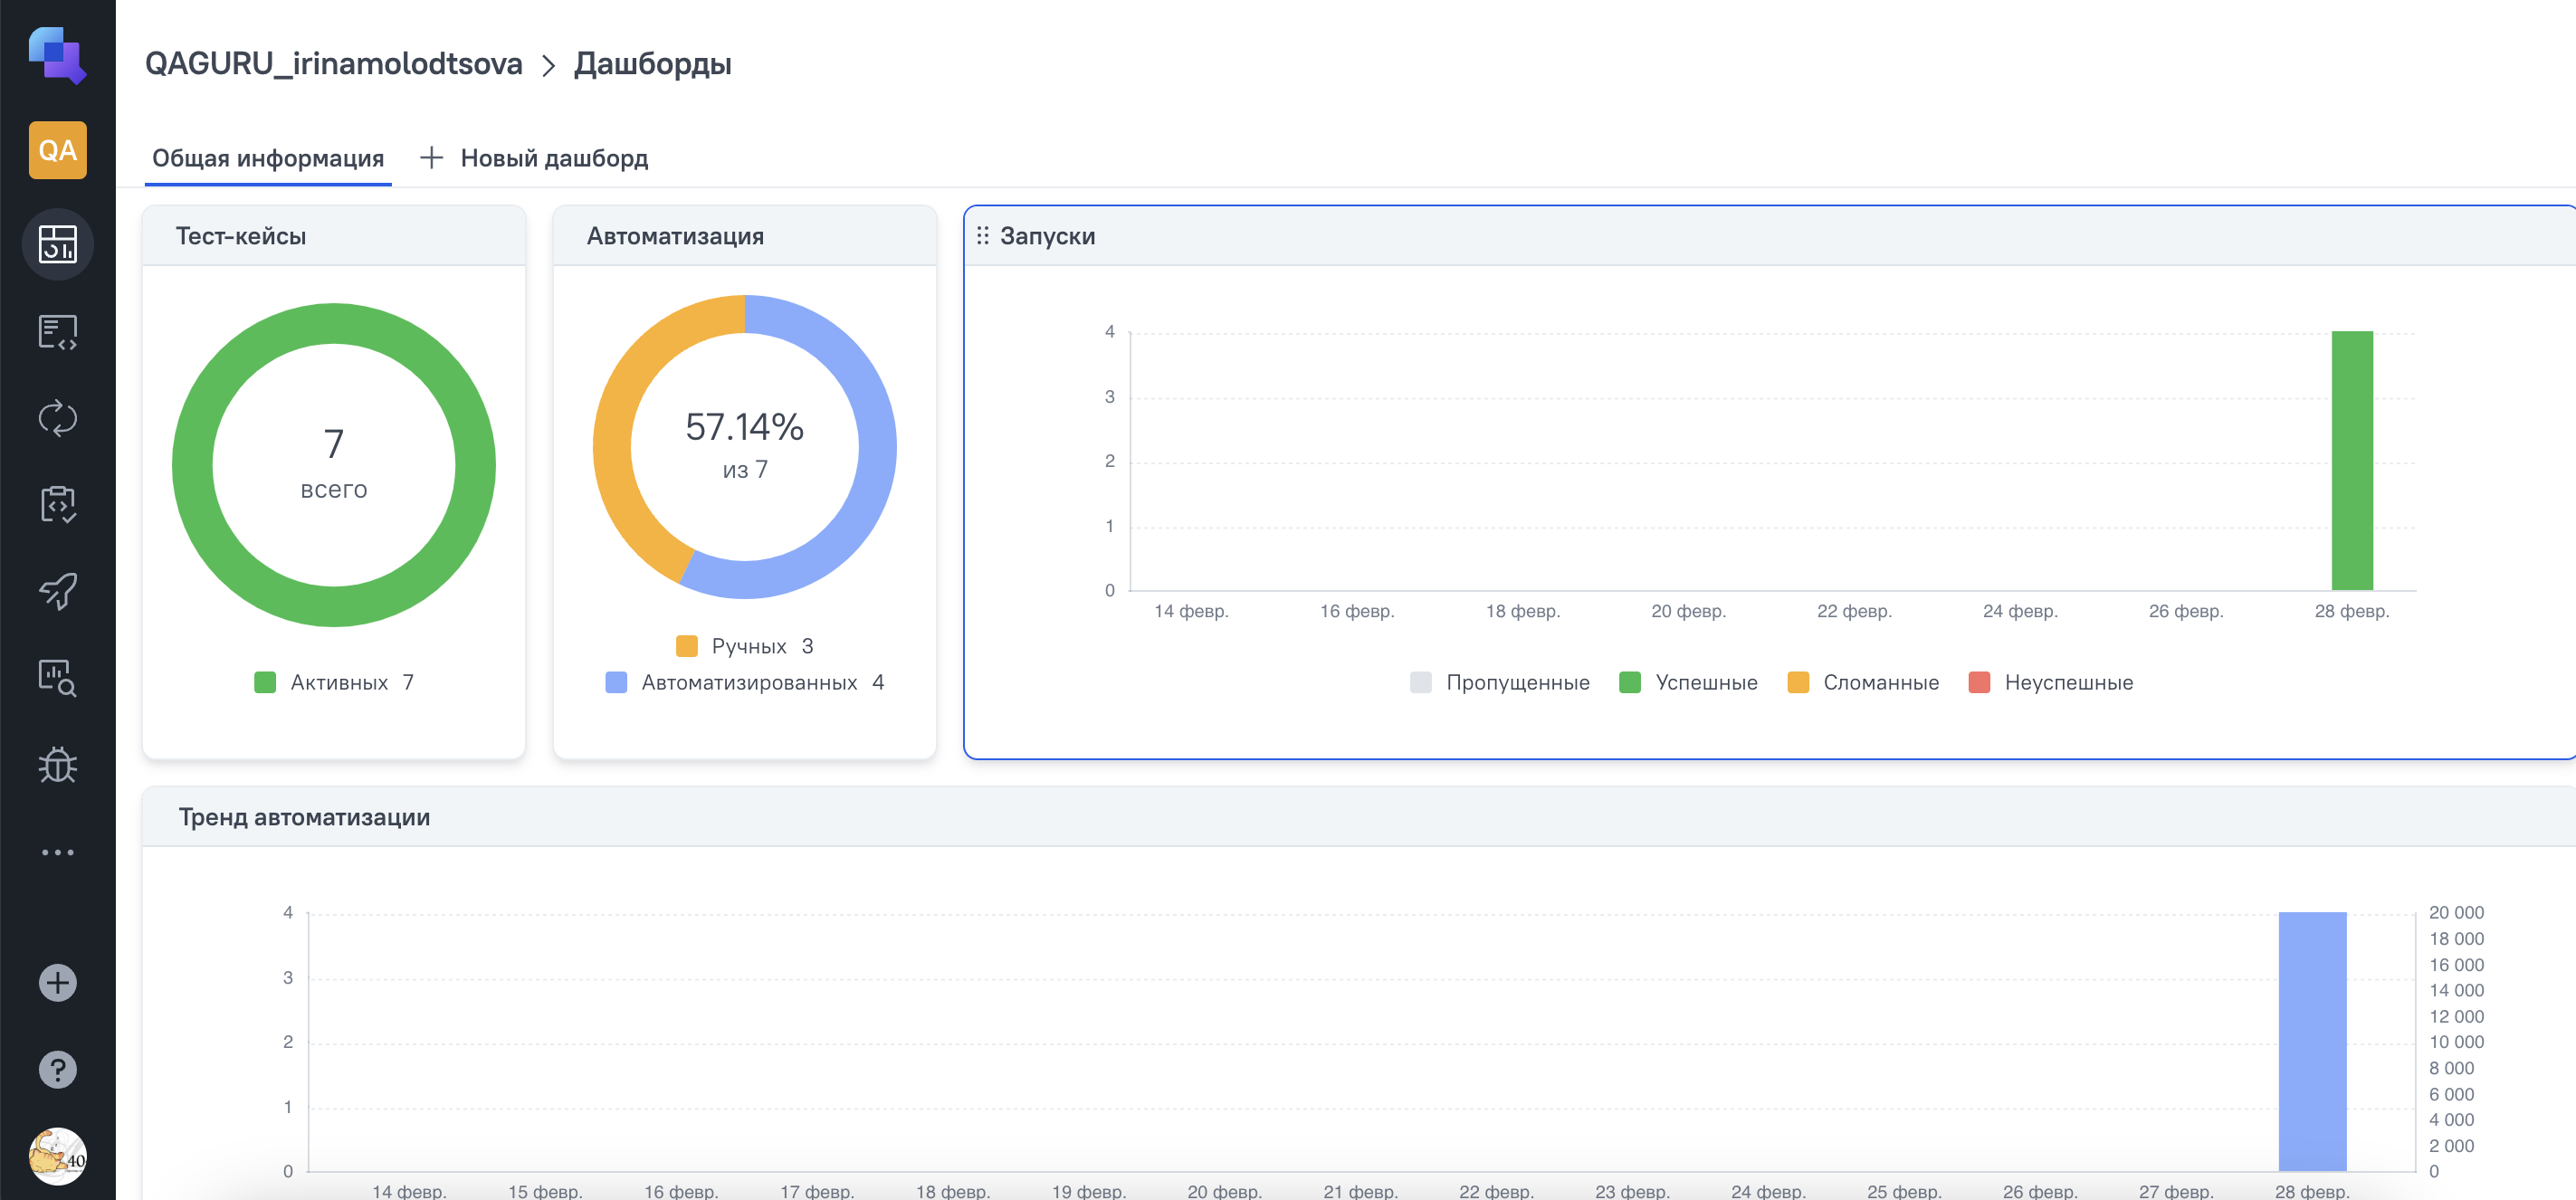 QAGURU_irinamolodtsova > Дашборды
QA
Общая информация + Новый дашборд
Тест-кейсы
7
всего
Активных 7
Автоматизация
57.14%
из 7
Ручных 3
Автоматизированных 4
Запуски
4
3
2
1
0
14 февр. 16 февр. 18 февр. 20 февр. 22 февр. 24 февр. 26 февр. 28 февр.
Пропущенные Успешные Сломанные Неуспешные
Тренд автоматизации
4
3
2
1
0
20 000
18 000
16 000
14 000
12 000
10 000
8 000
6 000
4 000
2 000
0
14 февр. 15 февр. 16 февр. 17 февр. 18 февр. 19 февр. 20 февр. 21 февр. 22 февр. 23 февр. 24 февр. 25 февр. 26 февр. 27 февр. 28 февр.
?
40